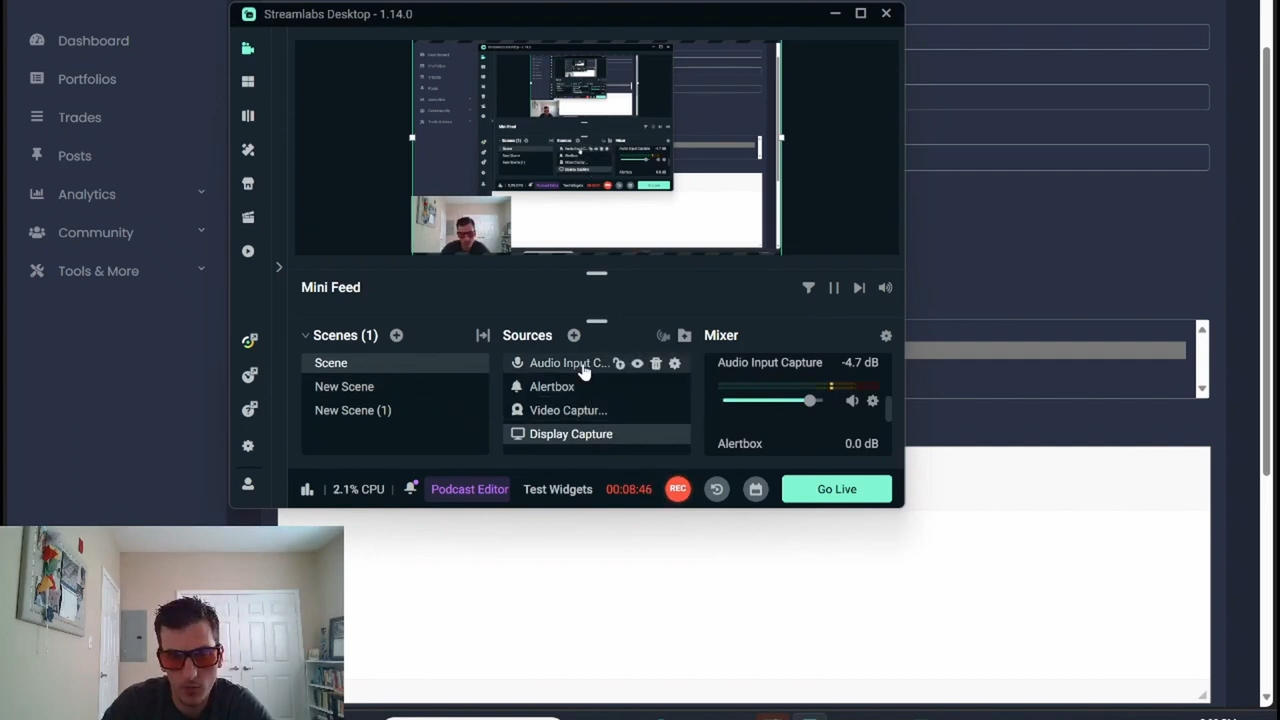 Streamlabs Desktop - 1.14.0
Dashboard
Portfolios
Trades
Posts
Analytics
Community
Tools & More
Mini Feed
Scenes (1)
Scene
New Scene
New Scene (1)
Sources
Audio Input C...
Alertbox
Video Captur...
Display Capture
Mixer
Audio Input Capture -4.7 dB
Alertbox 0.0 dB
2.1% CPU Podcast Editor Test Widgets 00:08:46 REC Go Live